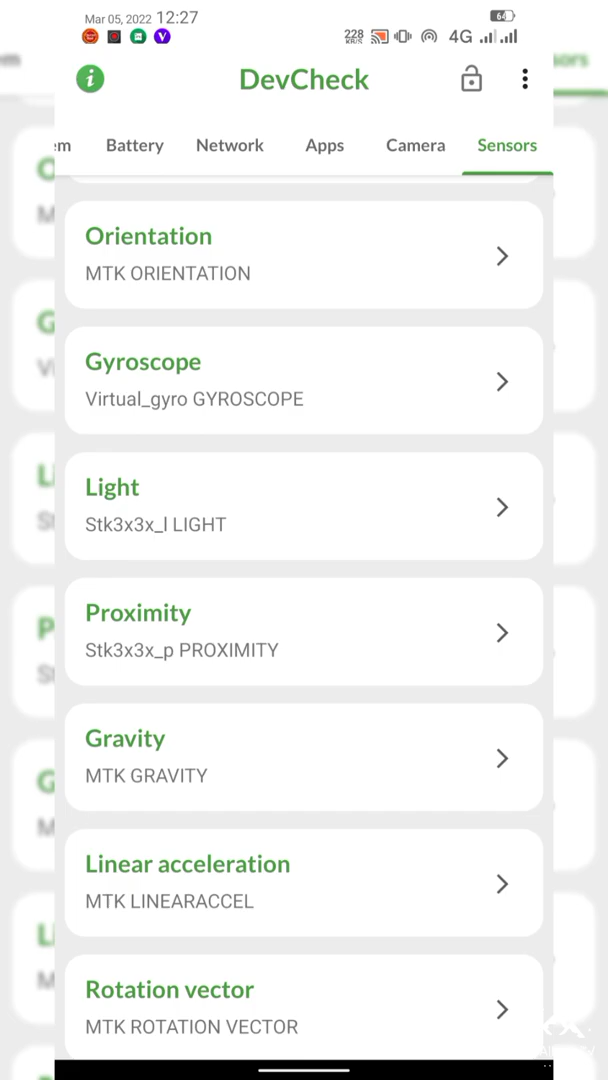 Mar 05, 2022 12:27
64
228
KB/S
4G
DevCheck
Battery Network Apps Camera Sensors
Orientation
MTK ORIENTATION
Gyroscope
Virtual_gyro GYROSCOPE
Light
Stk3x3x_l LIGHT
Proximity
Stk3x3x_p PROXIMITY
Gravity
MTK GRAVITY
Linear acceleration
MTK LINEARACCEL
Rotation vector
MTK ROTATION VECTOR